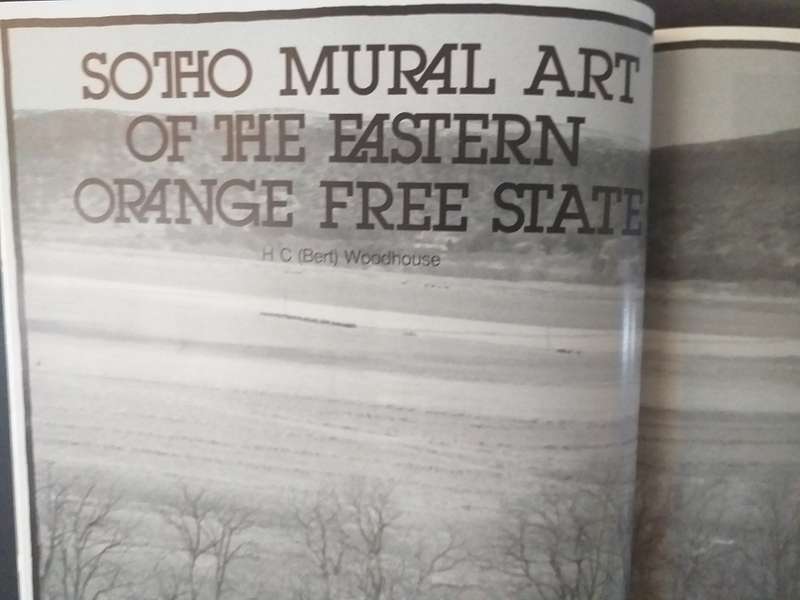 SOTHO MURAL ART
OF THE EASTERN
ORANGE FREE STATE
H C (Bert) Woodhouse